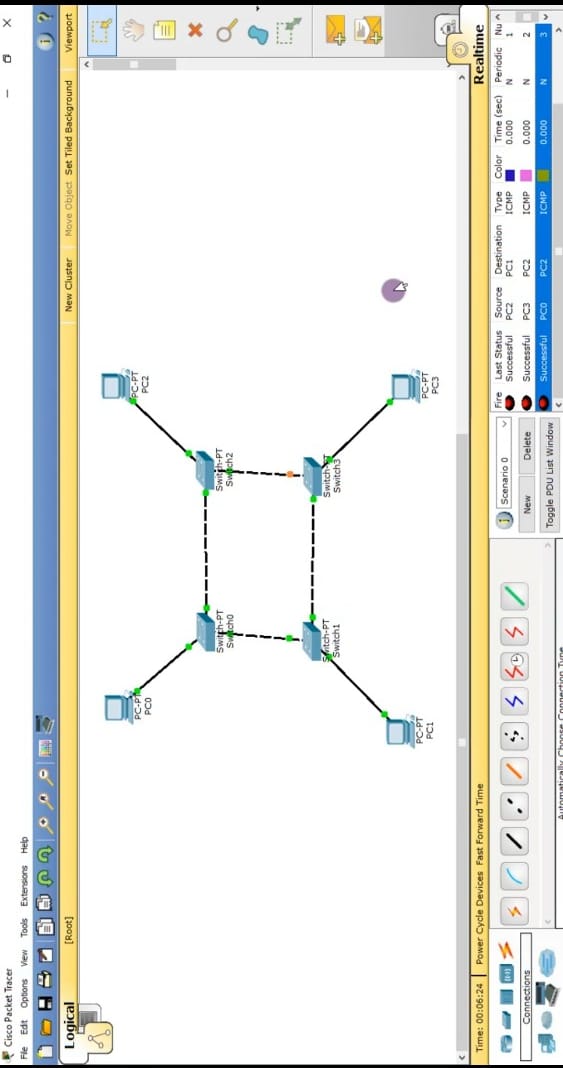 Cisco Packet Tracer
File Edit Options View Tools Extensions Help
Logical
[Root]
New Cluster
Move Object
Set Tiled Background
Viewport
PC-PT
PC0
PC-PT
PC2
Switch-PT
Switch0
Switch-PT
Switch2
Switch-PT
Switch1
Switch-PT
Switch3
PC-PT
PC1
PC-PT
PC3
Time: 00:06:24
Power Cycle Devices Fast Forward Time
Realtime
Connections
Automatically Choose Connection Type
Scenario 0
New
Delete
Toggle PDU List Window
Fire Last Status Source Destination Type Color Time (sec) Periodic Nu
Successful PC2 PC1 ICMP 0.000 N 1
Successful PC3 PC2 ICMP 0.000 N 2
Successful PC0 PC2 ICMP 0.000 N 3